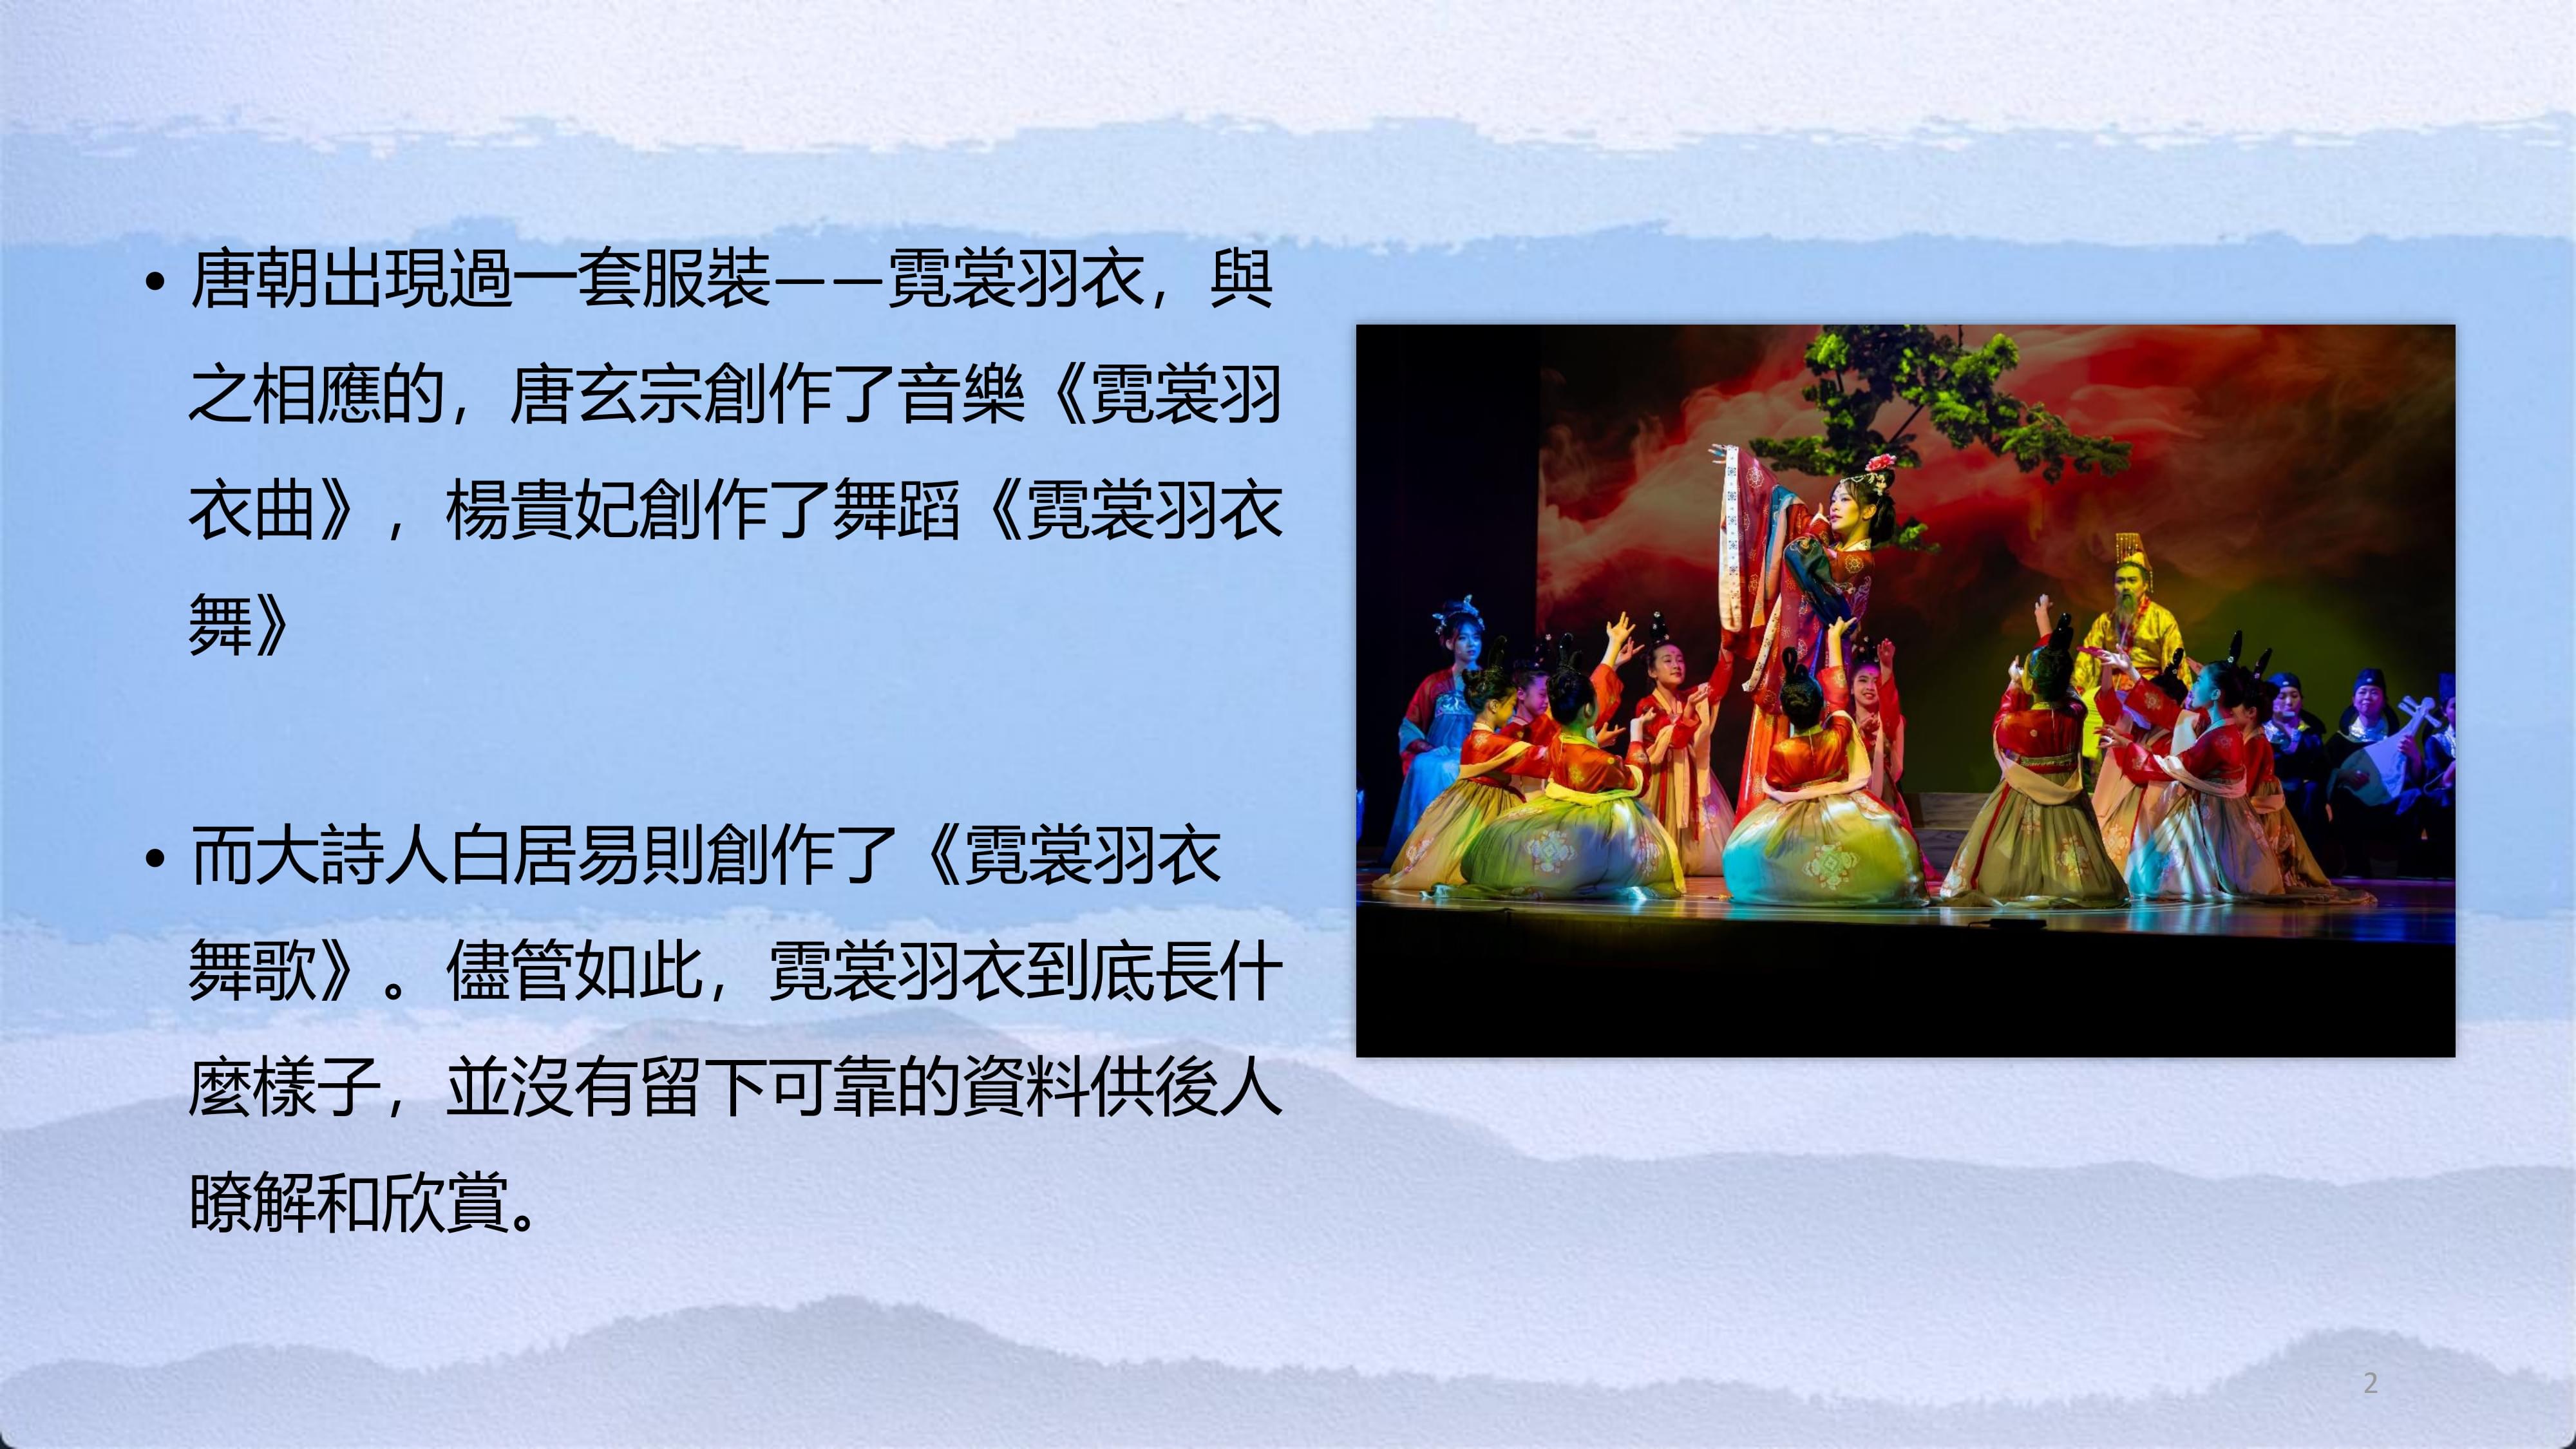 • 唐朝出現過一套服裝——霓裳羽衣，與
之相應的，唐玄宗創作了音樂《霓裳羽
衣曲》，楊貴妃創作了舞蹈《霓裳羽衣
舞》
• 而大詩人白居易則創作了《霓裳羽衣
舞歌》。儘管如此，霓裳羽衣到底長什
麼樣子，並沒有留下可靠的資料供後人
瞭解和欣賞。
2